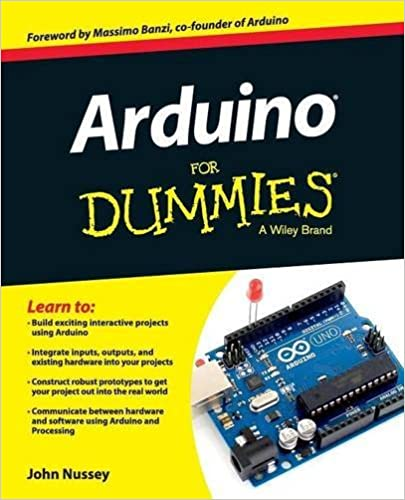 Foreword by Massimo Banzi, co-founder of Arduino
Arduino®
FOR
DUMMIES®
A Wiley Brand
Learn to:
• Build exciting interactive projects
using Arduino
• Integrate inputs, outputs, and
existing hardware into your projects
• Construct robust prototypes to get
your project out into the real world
• Communicate between hardware
and software using Arduino and
Processing
UNO
ARDUINO
John Nussey